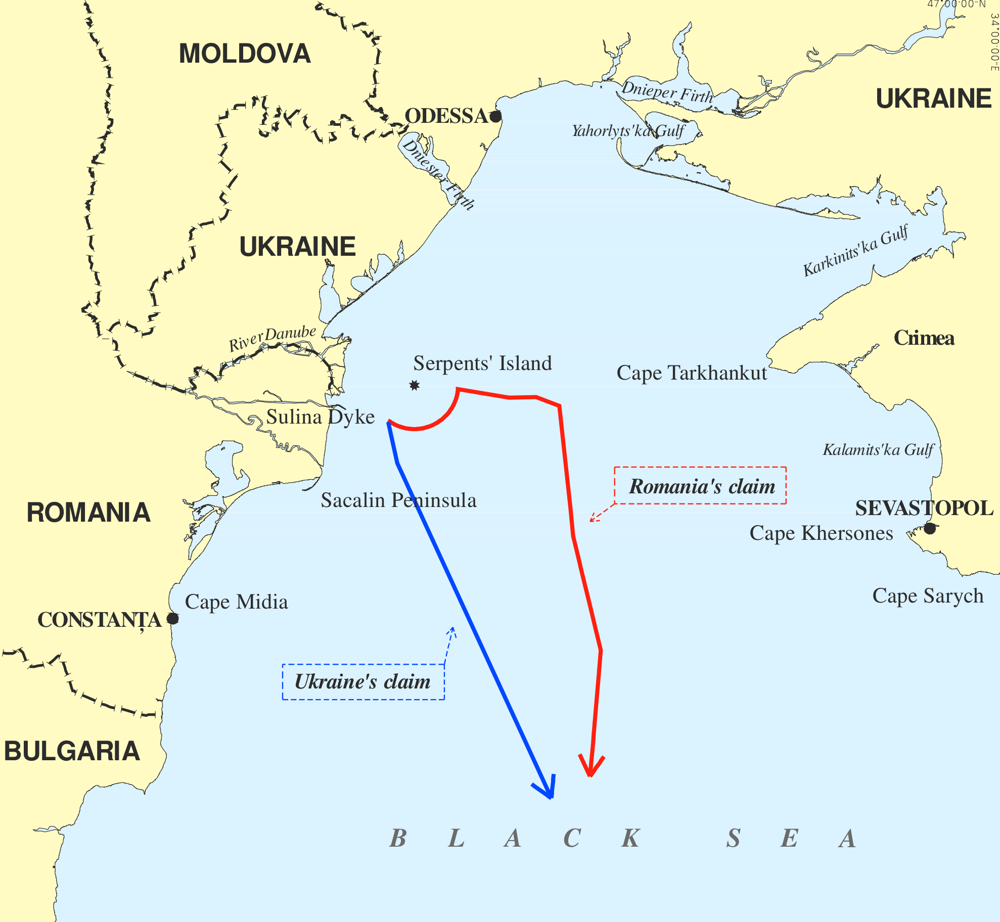 47°00'00"N
34°00'00"E
MOLDOVA
UKRAINE
Dnieper Firth
ODESSA
Yahorlyts'ka Gulf
Dniester Firth
UKRAINE
Karkinits'ka Gulf
River Danube
Crimea
Serpents' Island
Cape Tarkhankut
Sulina Dyke
Kalamits'ka Gulf
Romania's claim
Sacalin Peninsula
ROMANIA
SEVASTOPOL
Cape Khersones
Cape Midia
Cape Sarych
CONSTANȚA
Ukraine's claim
BULGARIA
BLACK SEA